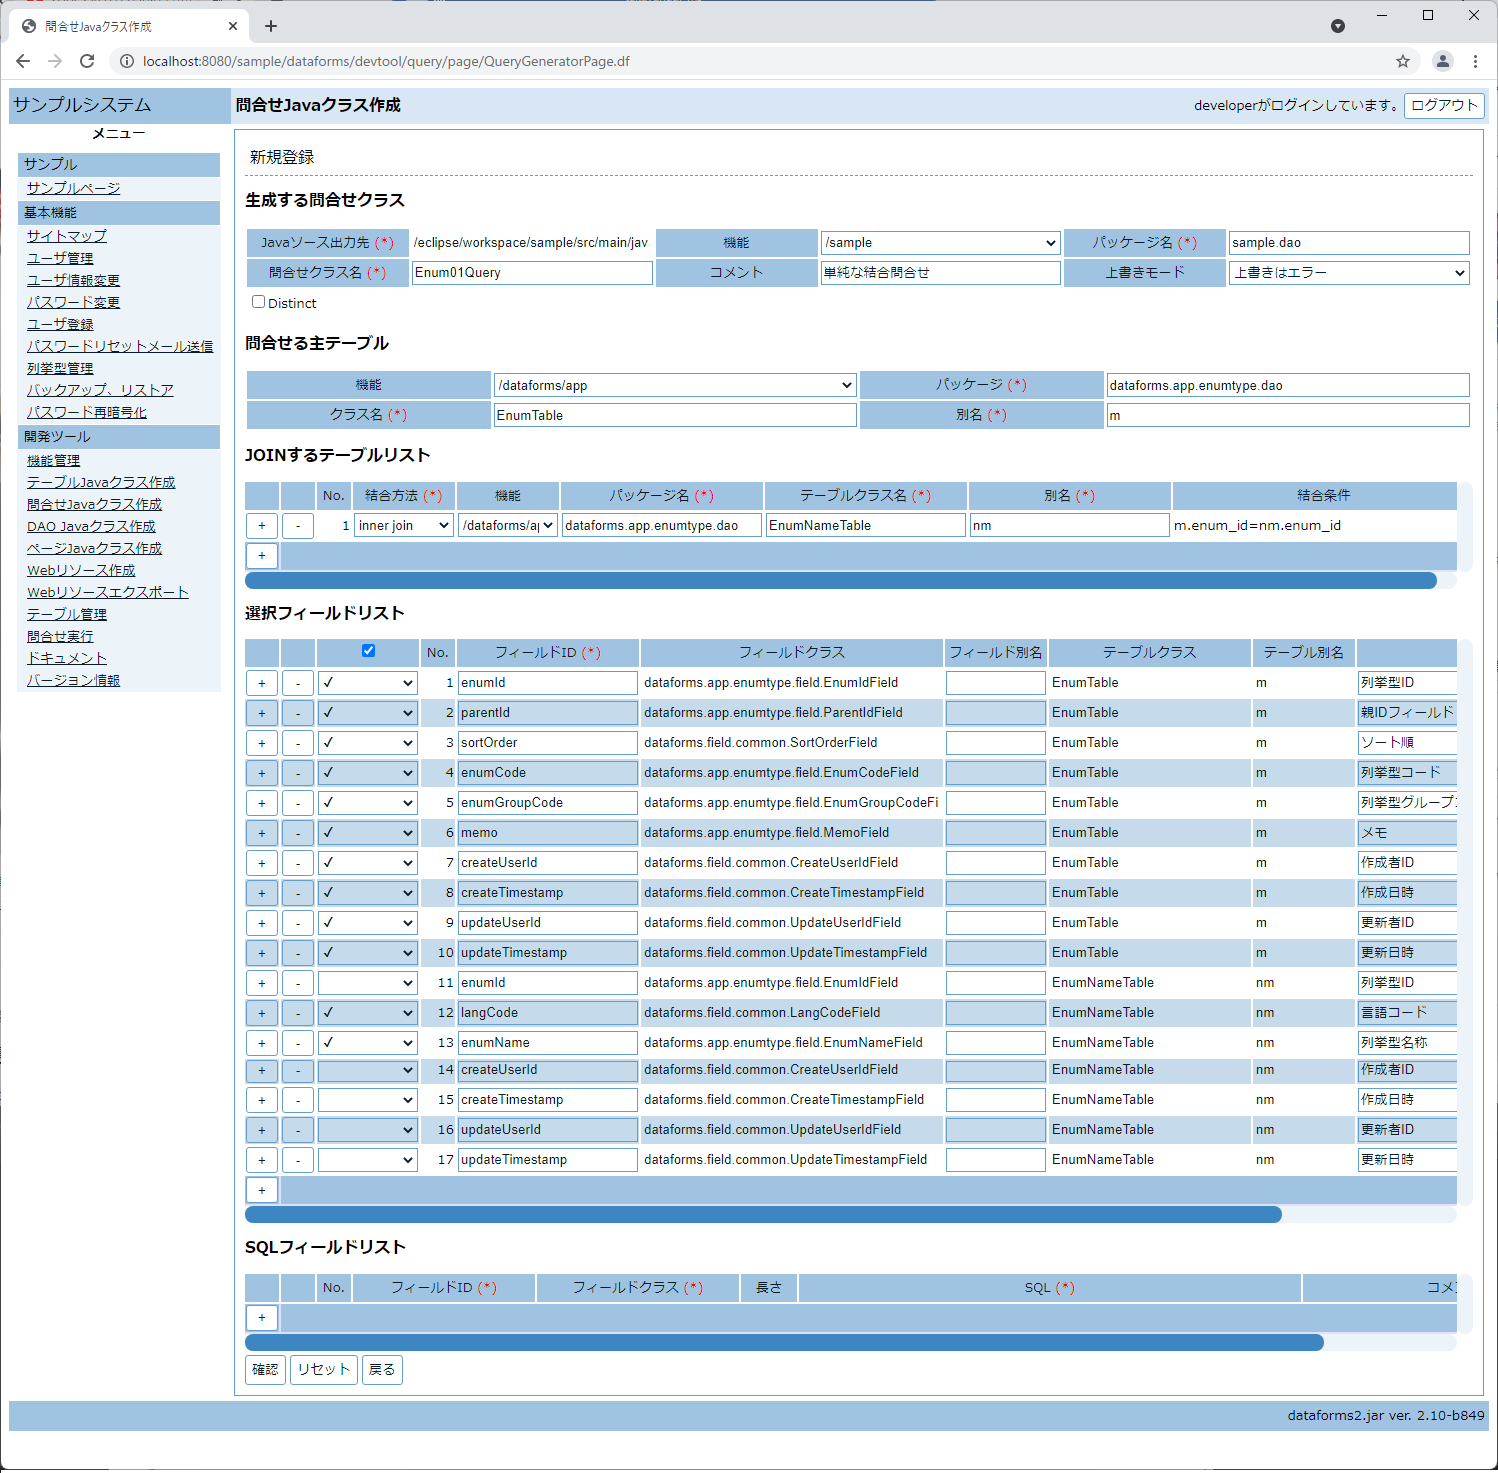 問合せJavaクラス作成
localhost:8080/sample/dataforms/devtool/query/page/QueryGeneratorPage.df
サンプルシステム
問合せJavaクラス作成
developerがログインしています。 ログアウト
メニュー
サンプル
サンプルページ
基本機能
サイトマップ
ユーザ管理
ユーザ情報変更
パスワード変更
ユーザ登録
パスワードリセットメール送信
列挙型管理
バックアップ、リストア
パスワード再暗号化
開発ツール
機能管理
テーブルJavaクラス作成
問合せJavaクラス作成
DAO Javaクラス作成
ページJavaクラス作成
Webリソース作成
Webリソースエクスポート
テーブル管理
問合せ実行
ドキュメント
バージョン情報
新規登録
生成する問合せクラス
Javaソース出力先 (*) /eclipse/workspace/sample/src/main/jav 機能 /sample パッケージ名 (*) sample.dao
問合せクラス名 (*) Enum01Query コメント 単純な結合問合せ 上書きモード 上書きはエラー
Distinct
問合せる主テーブル
機能 /dataforms/app パッケージ (*) dataforms.app.enumtype.dao
クラス名 (*) EnumTable 別名 (*) m
JOINするテーブルリスト
No. 結合方法 (*) 機能 パッケージ名 (*) テーブルクラス名 (*) 別名 (*) 結合条件
+ - 1 inner join /dataforms/ap dataforms.app.enumtype.dao EnumNameTable nm m.enum_id=nm.enum_id
+
選択フィールドリスト
No. フィールドID (*) フィールドクラス フィールド別名 テーブルクラス テーブル別名
+ - ✓ 1 enumId dataforms.app.enumtype.field.EnumIdField EnumTable m 列挙型ID
+ - ✓ 2 parentId dataforms.app.enumtype.field.ParentIdField EnumTable m 親IDフィールド
+ - ✓ 3 sortOrder dataforms.field.common.SortOrderField EnumTable m ソート順
+ - ✓ 4 enumCode dataforms.app.enumtype.field.EnumCodeField EnumTable m 列挙型コード
+ - ✓ 5 enumGroupCode dataforms.app.enumtype.field.EnumGroupCodeFi EnumTable m 列挙型グループコ
+ - ✓ 6 memo dataforms.app.enumtype.field.MemoField EnumTable m メモ
+ - ✓ 7 createUserId dataforms.field.common.CreateUserIdField EnumTable m 作成者ID
+ - ✓ 8 createTimestamp dataforms.field.common.CreateTimestampField EnumTable m 作成日時
+ - ✓ 9 updateUserId dataforms.field.common.UpdateUserIdField EnumTable m 更新者ID
+ - ✓ 10 updateTimestamp dataforms.field.common.UpdateTimestampField EnumTable m 更新日時
+ - 11 enumId dataforms.app.enumtype.field.EnumIdField EnumNameTable nm 列挙型ID
+ - ✓ 12 langCode dataforms.field.common.LangCodeField EnumNameTable nm 言語コード
+ - ✓ 13 enumName dataforms.app.enumtype.field.EnumNameField EnumNameTable nm 列挙型名称
+ - 14 createUserId dataforms.field.common.CreateUserIdField EnumNameTable nm 作成者ID
+ - 15 createTimestamp dataforms.field.common.CreateTimestampField EnumNameTable nm 作成日時
+ - 16 updateUserId dataforms.field.common.UpdateUserIdField EnumNameTable nm 更新者ID
+ - 17 updateTimestamp dataforms.field.common.UpdateTimestampField EnumNameTable nm 更新日時
+
SQLフィールドリスト
No. フィールドID (*) フィールドクラス (*) 長さ SQL (*) コメ
+
確認 リセット 戻る
dataforms2.jar ver. 2.10-b849